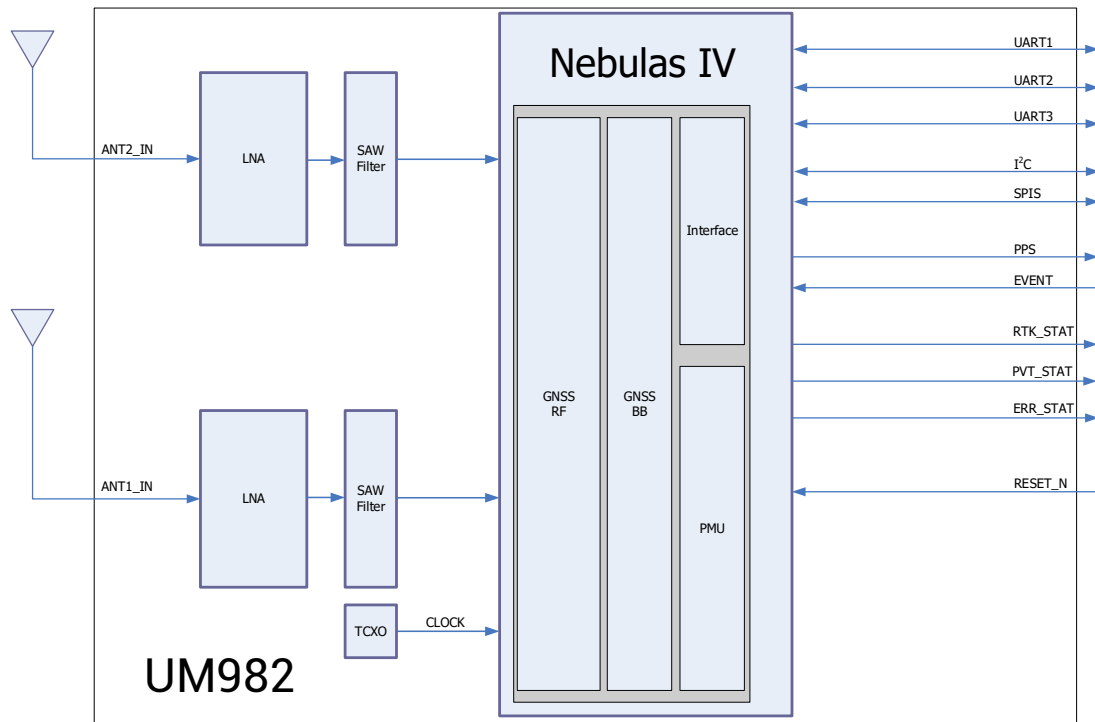 Nebulas IV
UART1
UART2
UART3
I²C
SPIS
PPS
EVENT
RTK_STAT
PVT_STAT
ERR_STAT
RESET_N
ANT2_IN
LNA
SAW
Filter
Interface
GNSS
RF
GNSS
BB
PMU
ANT1_IN
LNA
SAW
Filter
TCXO
CLOCK
UM982